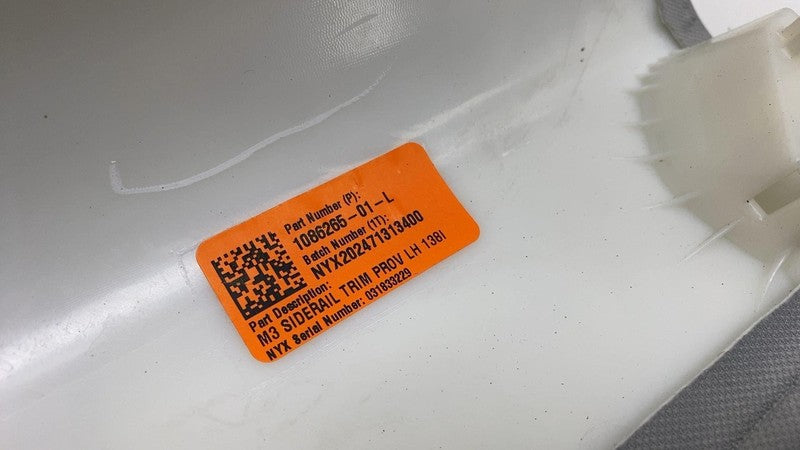 Part Number (P):
1086265-01-L
Batch Number (1T):
NYX202471313400
Part Description:
M3 SIDERAIL TRIM PROV LH 138I
NYX Serial Number: 031833229